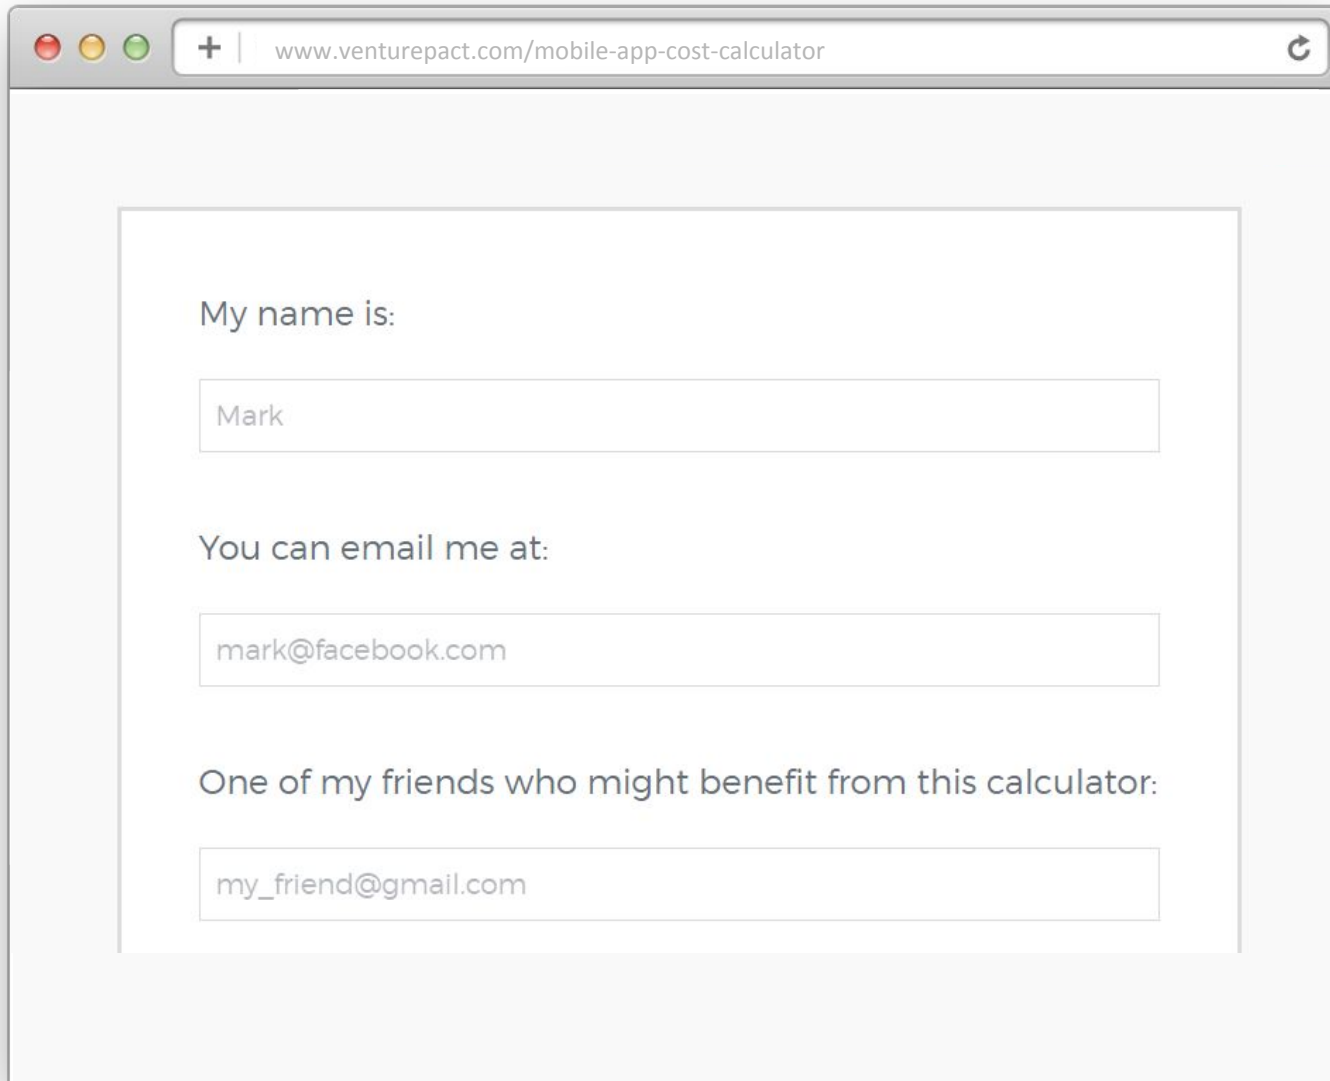 www.venturepact.com/mobile-app-cost-calculator
My name is:
Mark
You can email me at:
mark@facebook.com
One of my friends who might benefit from this calculator:
my_friend@gmail.com